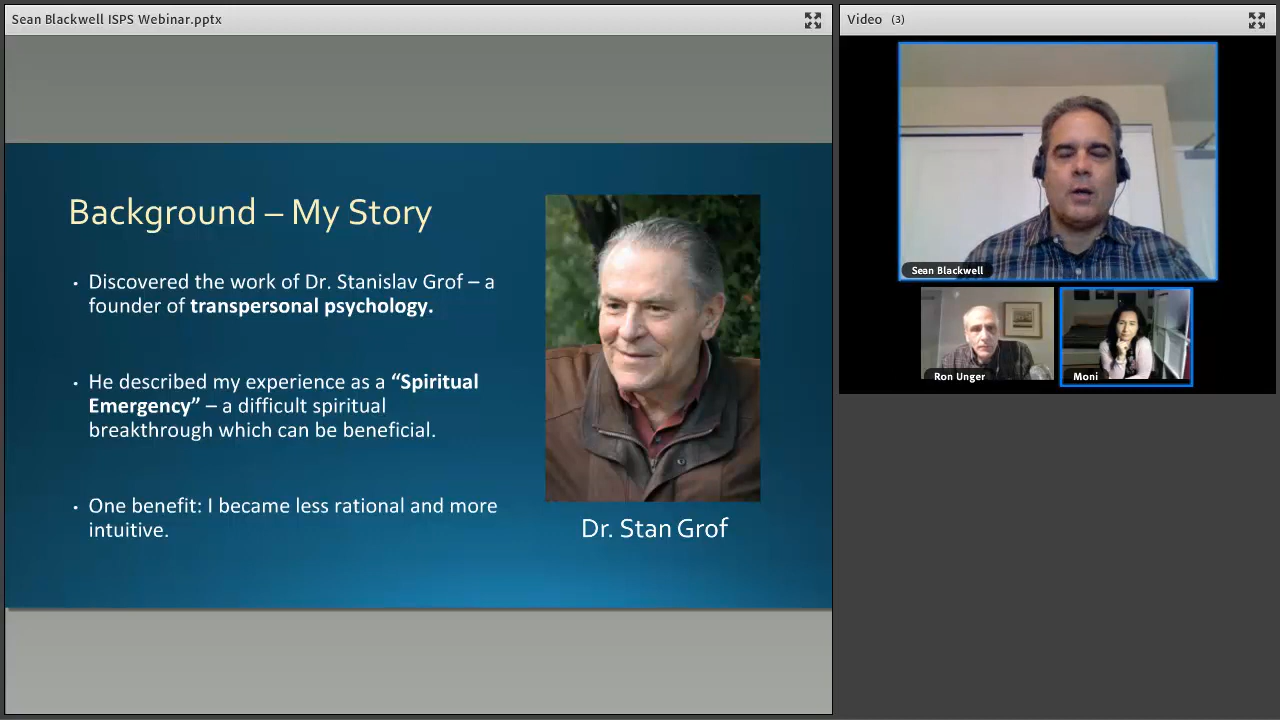 Sean Blackwell ISPS Webinar.pptx
Background – My Story
• Discovered the work of Dr. Stanislav Grof – a
founder of transpersonal psychology.
• He described my experience as a “Spiritual
Emergency” – a difficult spiritual
breakthrough which can be beneficial.
• One benefit: I became less rational and more
intuitive.
Dr. Stan Grof
Video (3)
Sean Blackwell
Ron Unger
Moni